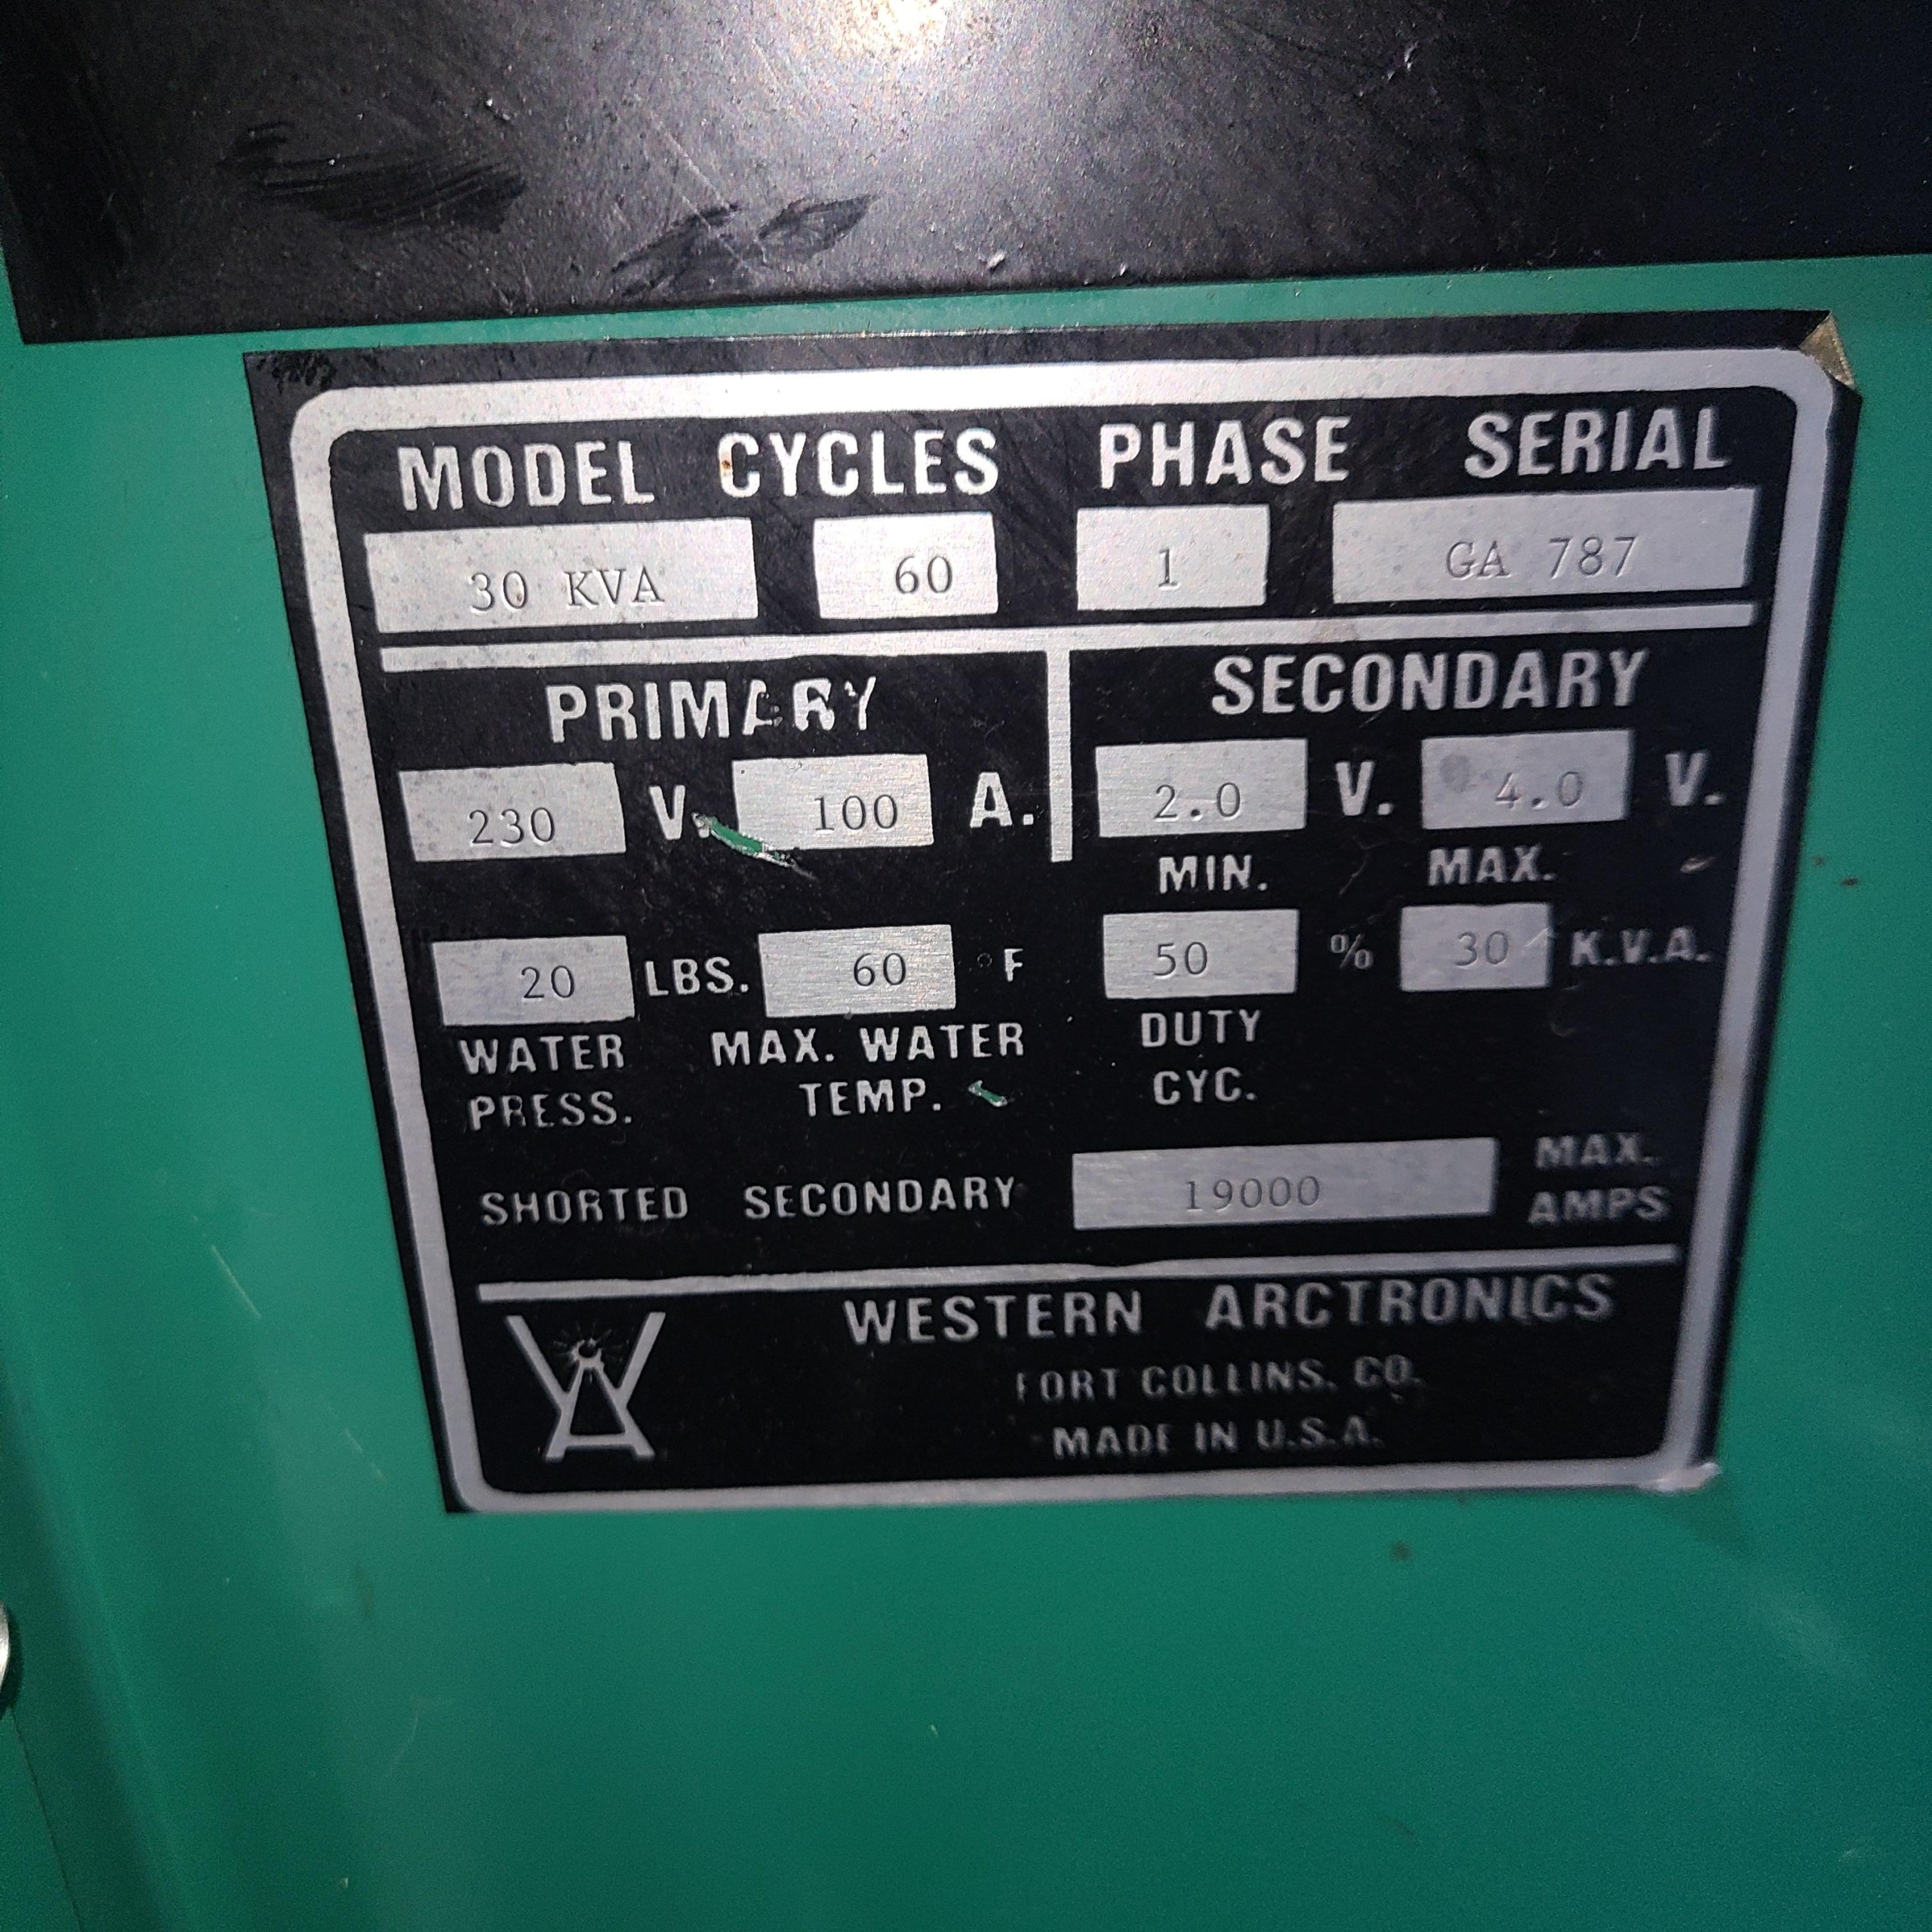 MODEL CYCLES PHASE SERIAL
30 KVA 60 1 GA 787
PRIMARY SECONDARY
230 V. 100 A. 2.0 V. 4.0 V.
MIN. MAX.
20 LBS. 60 °F 50 % 30 K.V.A.
WATER MAX. WATER DUTY
PRESS. TEMP. CYC.
SHORTED SECONDARY 19000 MAX.
AMPS
WA WESTERN ARCTRONICS
FORT COLLINS, CO.
MADE IN U.S.A.